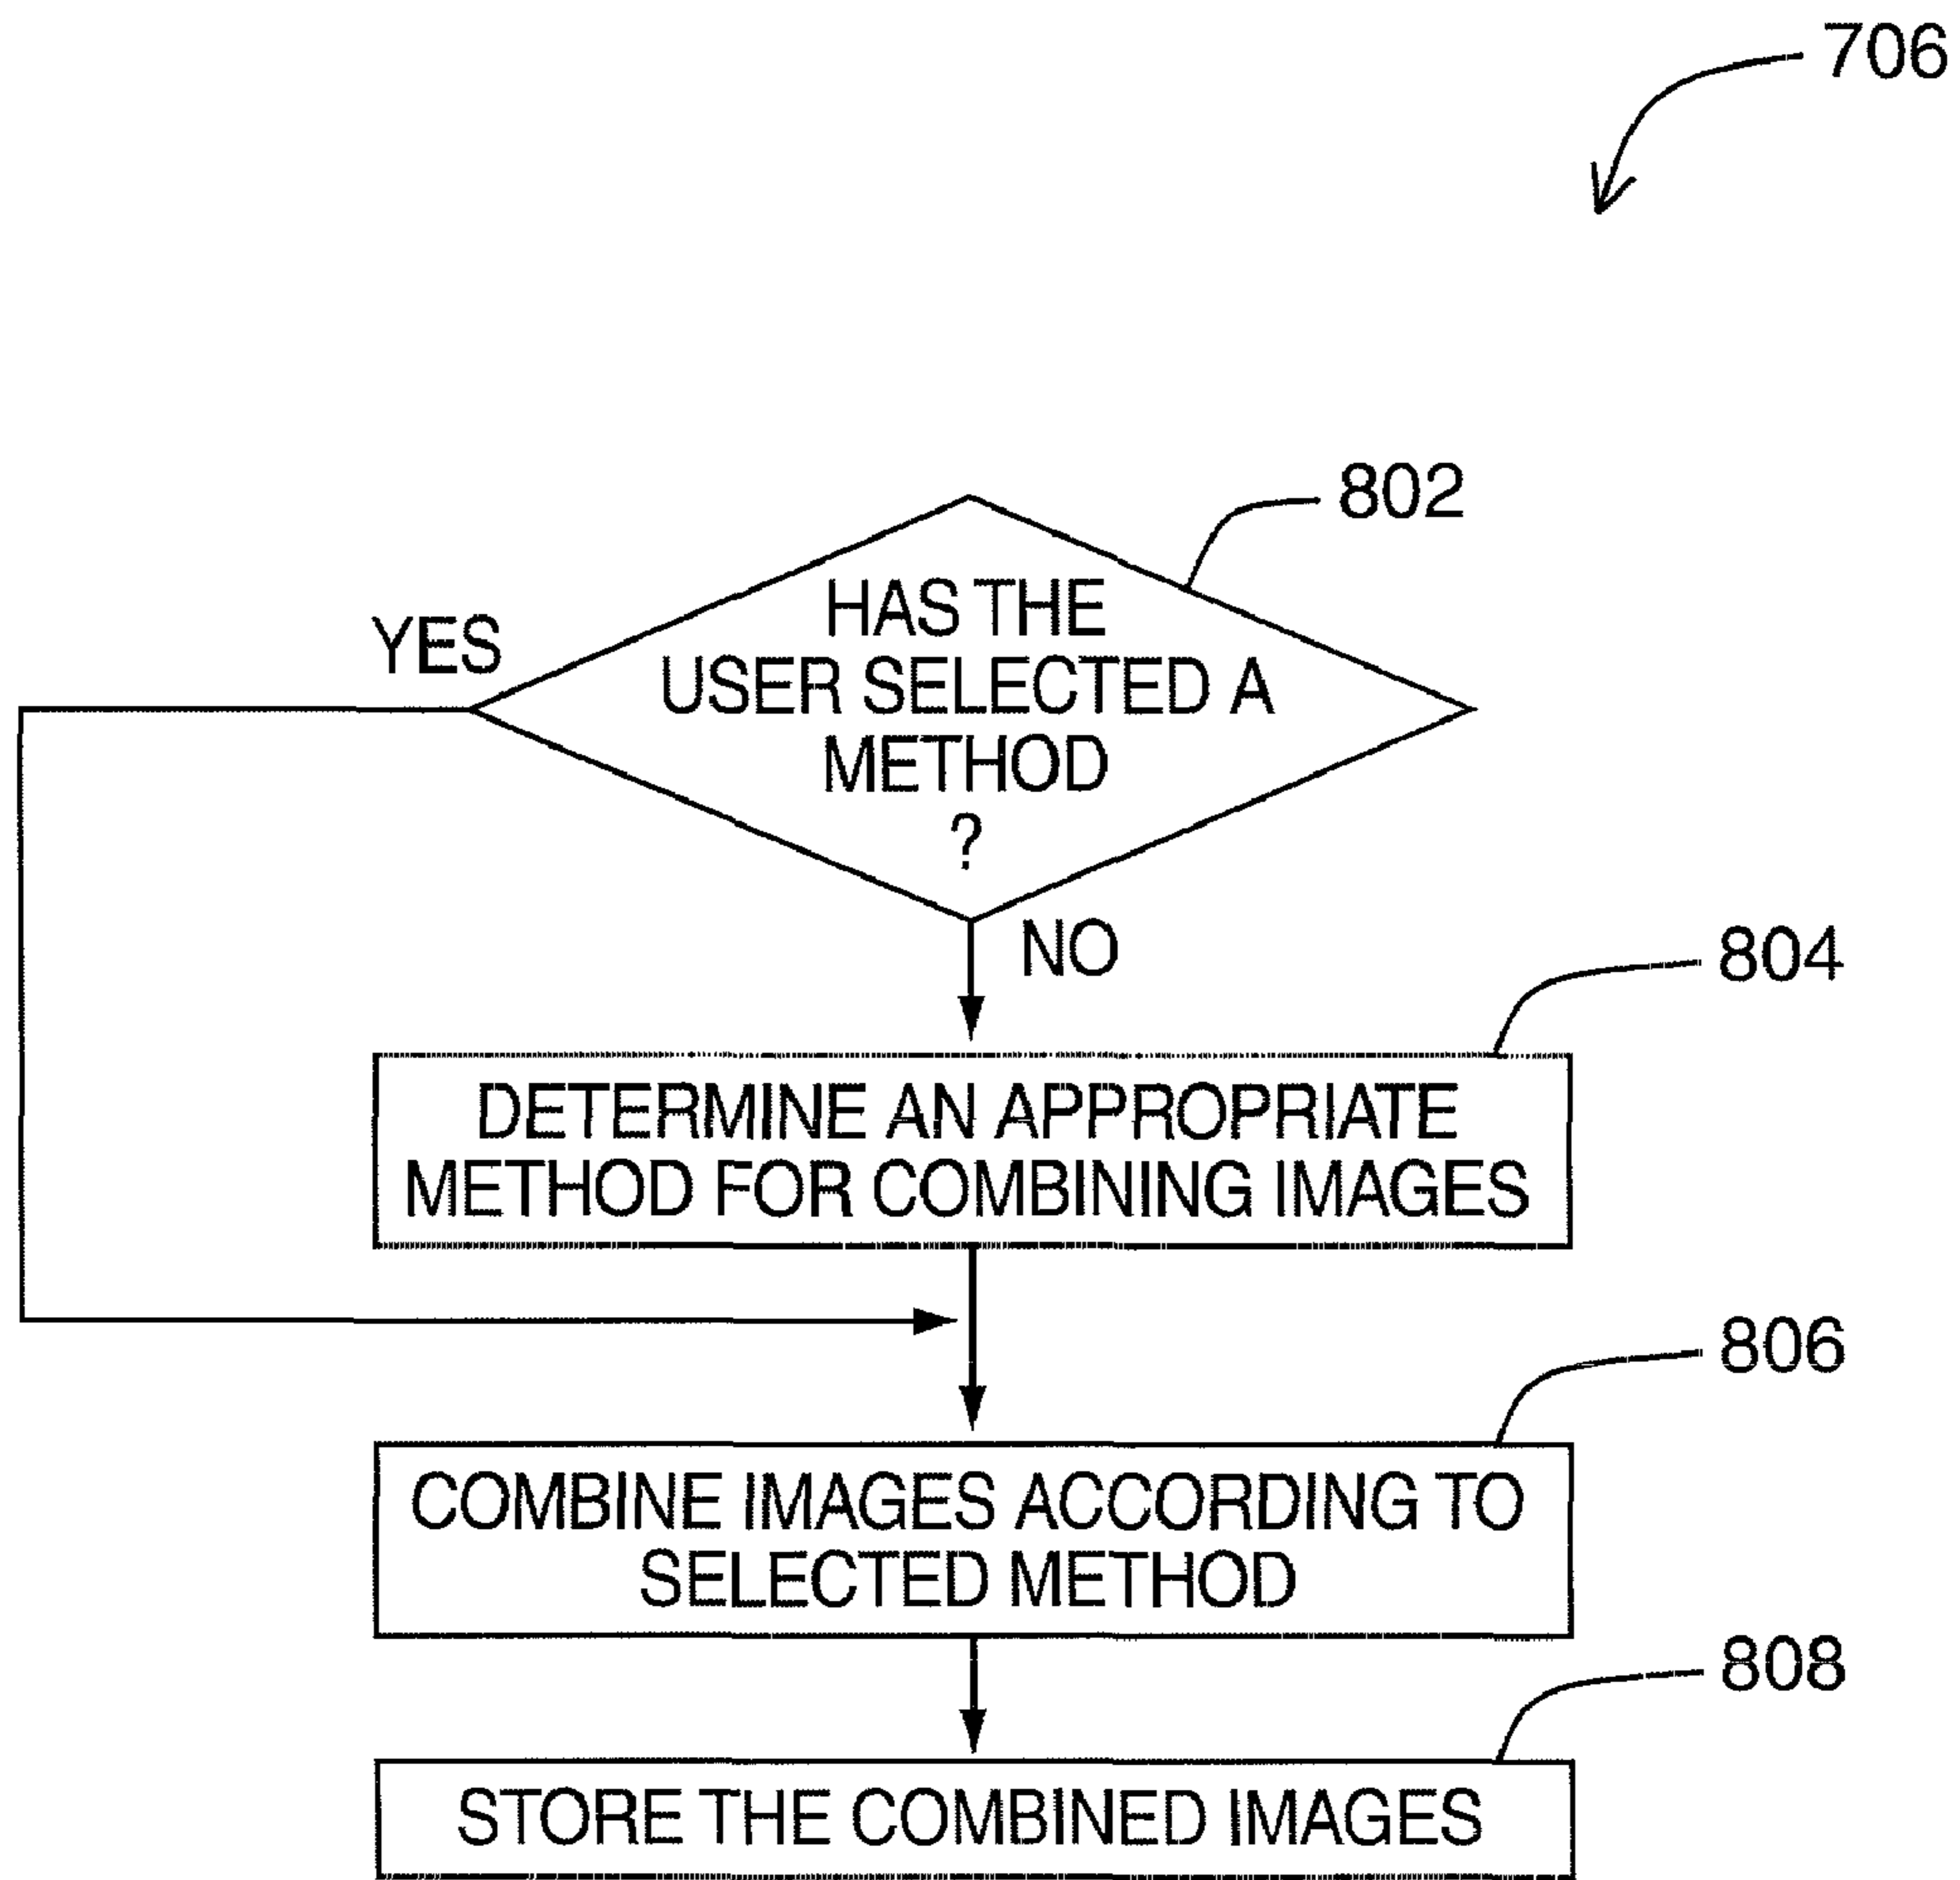 706
802
HAS THE
USER SELECTED A
METHOD
?
YES
NO
804
DETERMINE AN APPROPRIATE
METHOD FOR COMBINING IMAGES
806
COMBINE IMAGES ACCORDING TO
SELECTED METHOD
808
STORE THE COMBINED IMAGES